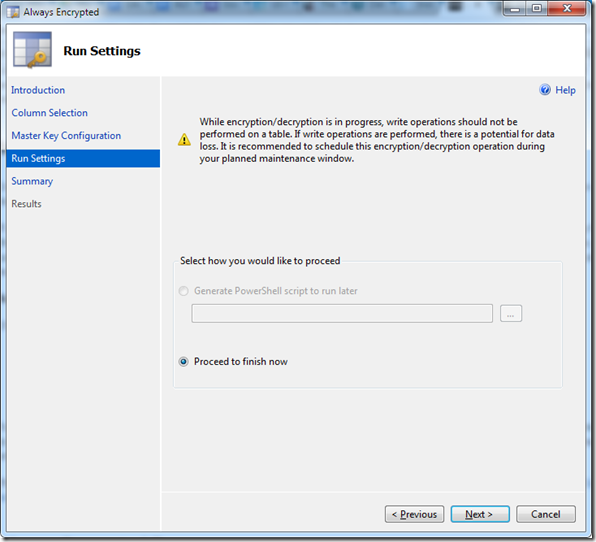 Always Encrypted
Run Settings
Introduction
Column Selection
Master Key Configuration
Run Settings
Summary
Results
Help
While encryption/decryption is in progress, write operations should not be
performed on a table. If write operations are performed, there is a potential for data
loss. It is recommended to schedule this encryption/decryption operation during
your planned maintenance window.
Select how you would like to proceed
Generate PowerShell script to run later
...
Proceed to finish now
< Previous
Next >
Cancel